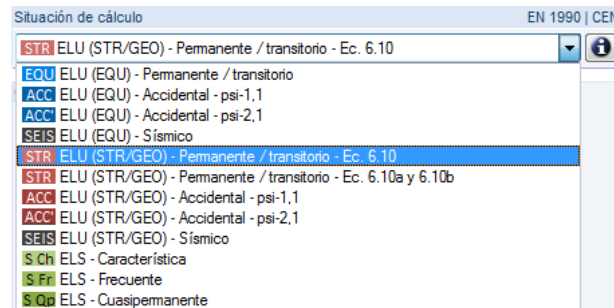 Situación de cálculo EN 1990 | CEN
STR ELU (STR/GEO) - Permanente / transitorio - Ec. 6.10
EQU ELU (EQU) - Permanente / transitorio
ACC ELU (EQU) - Accidental - psi-1,1
ACC' ELU (EQU) - Accidental - psi-2,1
SEIS ELU (EQU) - Sísmico
STR ELU (STR/GEO) - Permanente / transitorio - Ec. 6.10
STR ELU (STR/GEO) - Permanente / transitorio - Ec. 6.10a y 6.10b
ACC ELU (STR/GEO) - Accidental - psi-1,1
ACC' ELU (STR/GEO) - Accidental - psi-2,1
SEIS ELU (STR/GEO) - Sísmico
S Ch ELS - Característica
S Fr ELS - Frecuente
S Qp ELS - Cuasipermanente